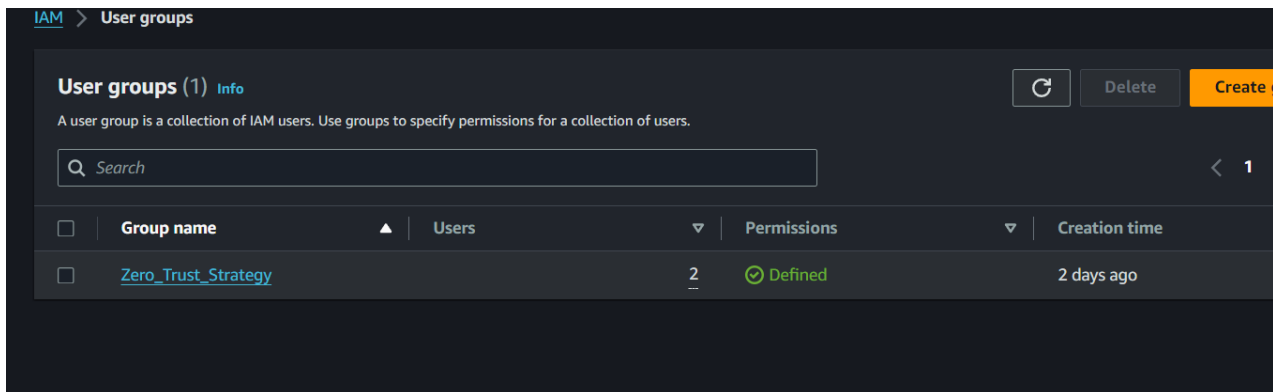 IAM > User groups
User groups (1) Info
Delete
Create
A user group is a collection of IAM users. Use groups to specify permissions for a collection of users.
Search
< 1
Group name Users Permissions Creation time
Zero_Trust_Strategy 2 Defined 2 days ago